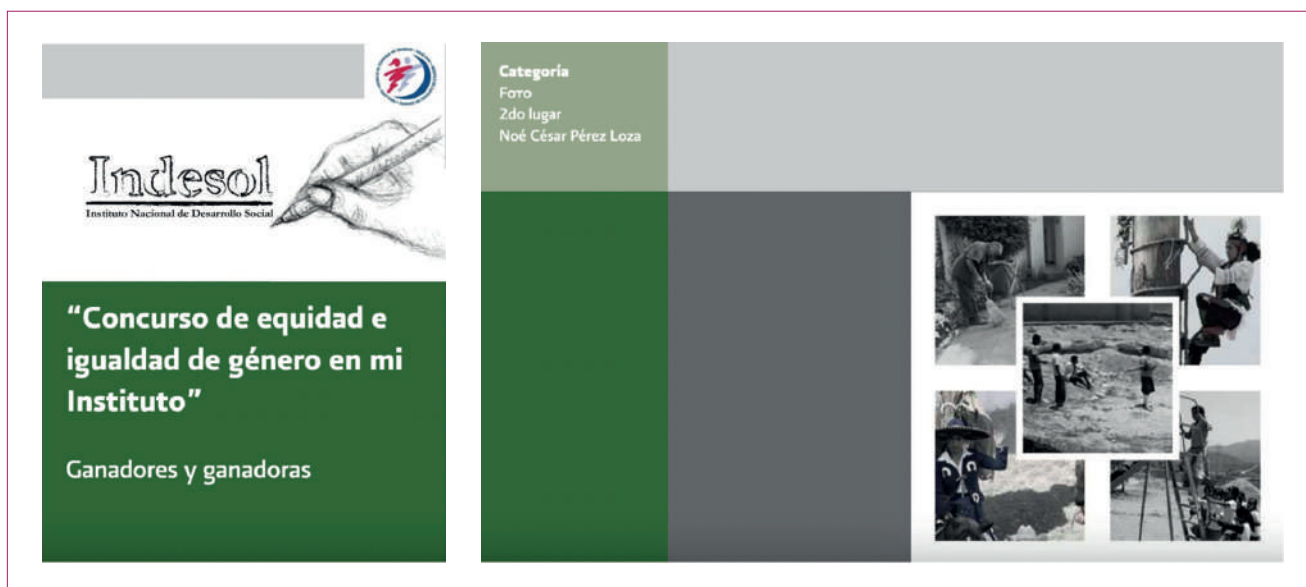 Indesol
Instituto Nacional de Desarrollo Social
“Concurso de equidad e
igualdad de género en mi
Instituto”
Ganadores y ganadoras
Categoría
Foto
2do lugar
Noé César Pérez Loza